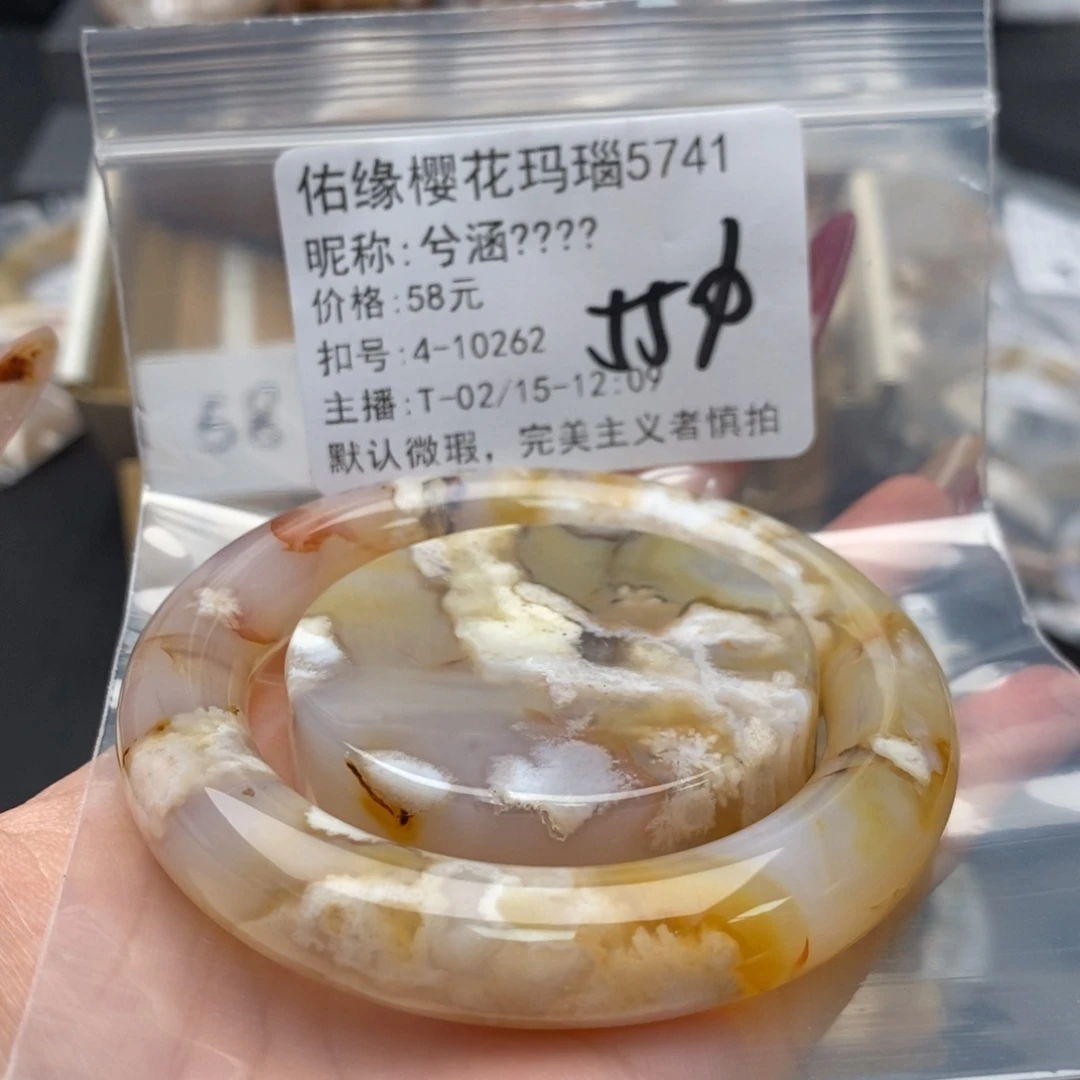 佑缘樱花玛瑙5741
昵称:兮涵????
价格:58元
扣号:4-10262
主播:T-02/15-12:09
默认微瑕，完美主义者慎拍
58